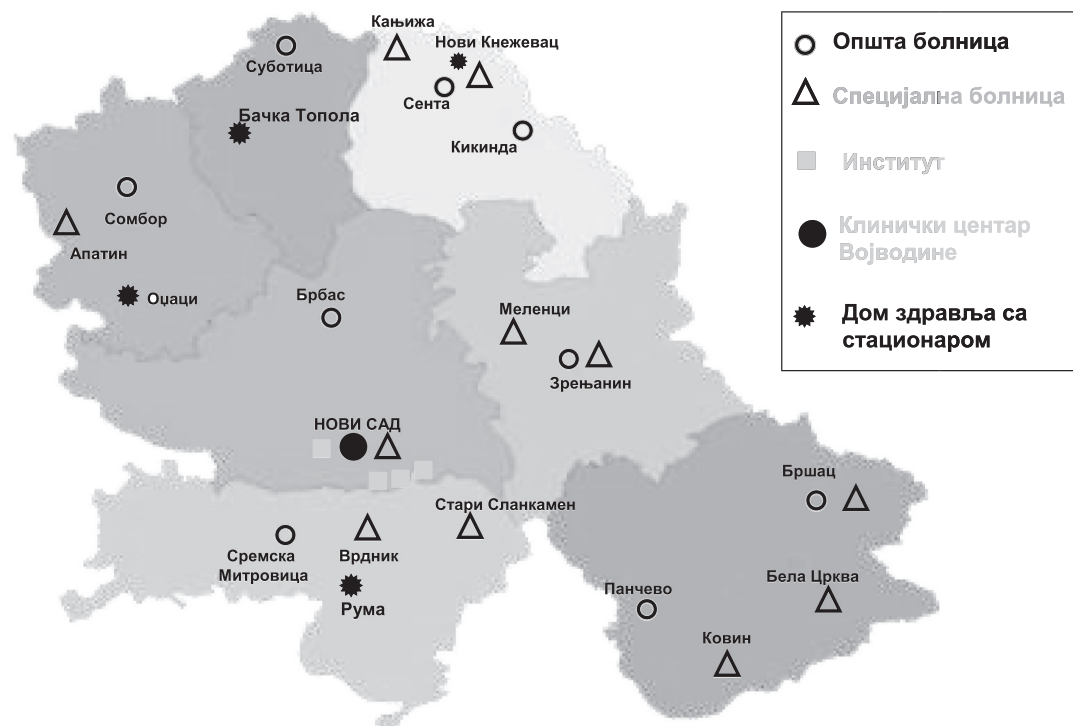 Кањижа
Нови Кнежевац
Суботица
Сента
Бачка Топола
Кикинда
Сомбор
Апатин
Оџаци
Брбас
Меленци
Зрењанин
НОВИ САД
Стари Сланкамен
Бршац
Сремска
Митровица
Врдник
Рума
Панчево
Бела Црква
Ковин
Општа болница
Специјална болница
Институт
Клинички центар
Војводине
Дом здравља са
стационаром